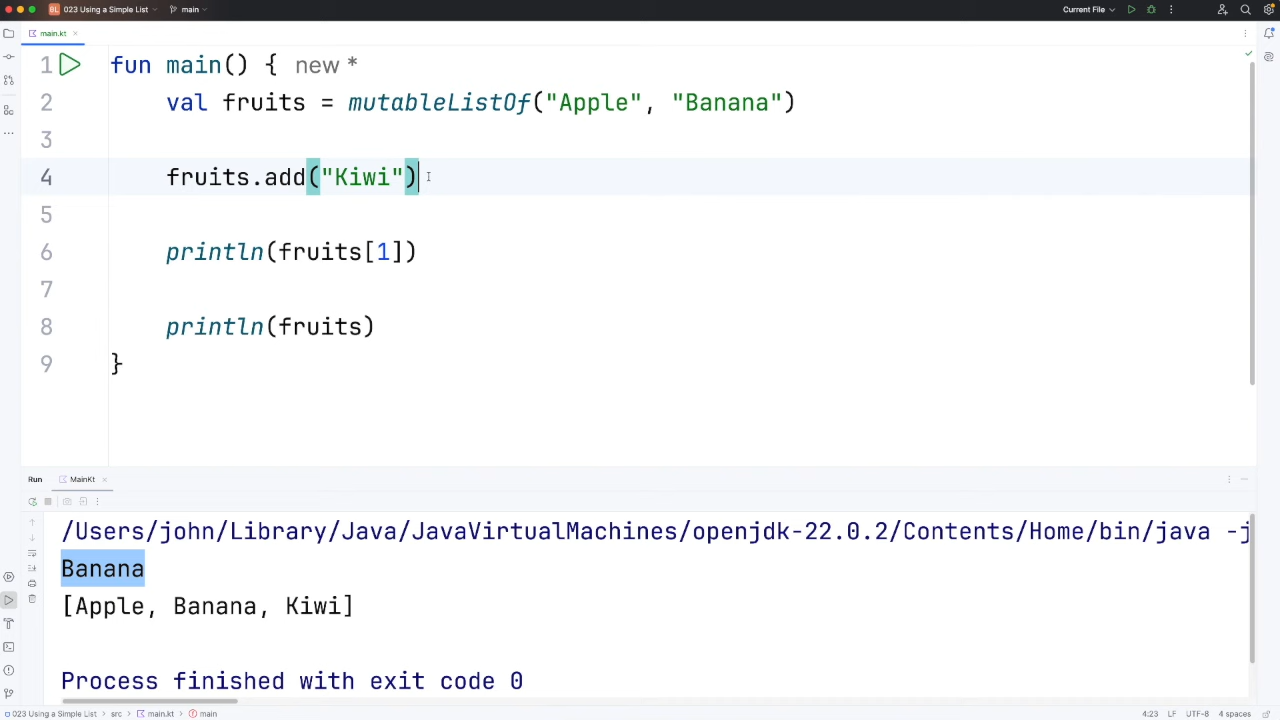 BL 023 Using a Simple List main Current File
main.kt
1 fun main() { new *
2 val fruits = mutableListOf("Apple", "Banana")
3
4 fruits.add("Kiwi")
5
6 println(fruits[1])
7
8 println(fruits)
9 }
Run MainKt
/Users/john/Library/Java/JavaVirtualMachines/openjdk-22.0.2/Contents/Home/bin/java -j
Banana
[Apple, Banana, Kiwi]
Process finished with exit code 0
023 Using a Simple List > src > main.kt > main 4:23 LF UTF-8 4 spaces